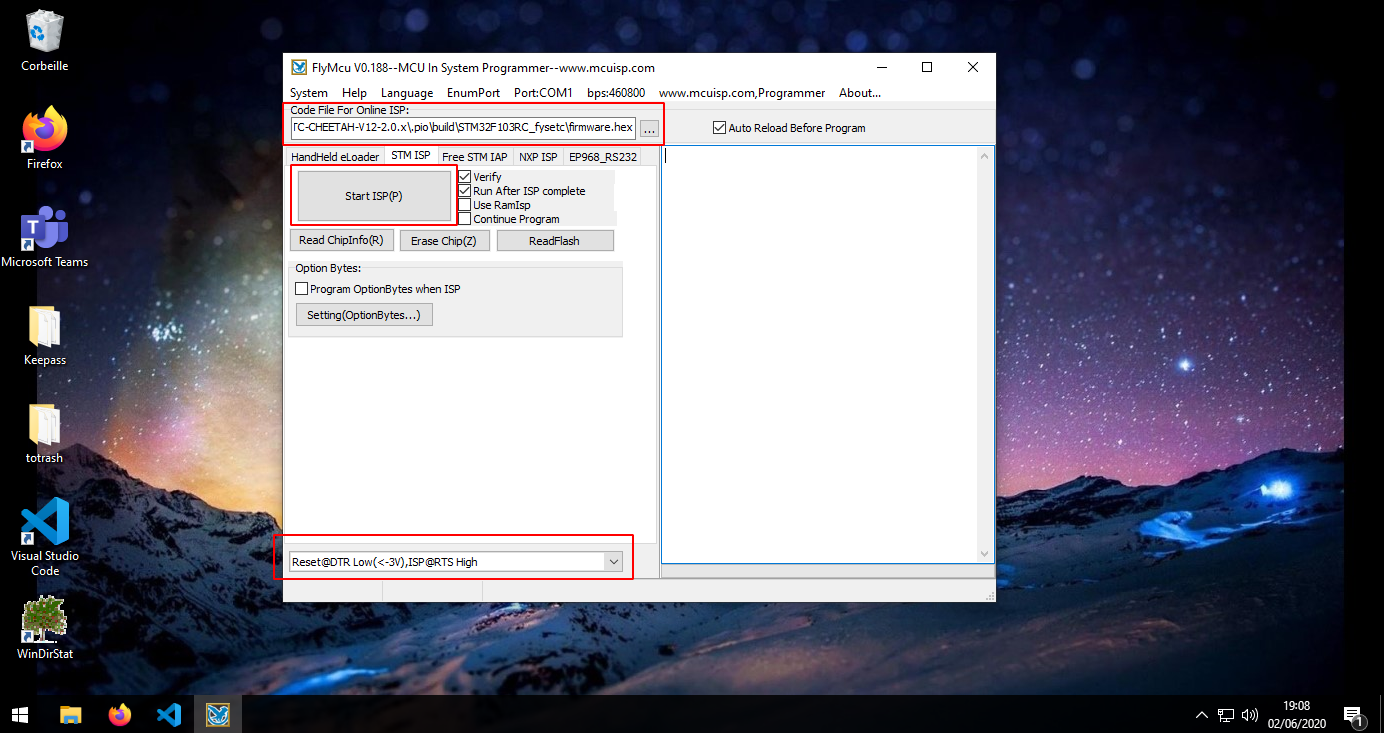 Corbeille
Firefox
Microsoft Teams
Keepass
totrash
Visual Studio
Code
WinDirStat
FlyMcu V0.188--MCU In System Programmer--www.mcuisp.com
System Help Language EnumPort Port:COM1 bps:460800 www.mcuisp.com,Programmer About...
Code File For Online ISP:
TC-CHEETAH-V12-2.0.x\.pio\build\STM32F103RC_fysetc\firmware.hex ...
Auto Reload Before Program
HandHeld eLoader STM ISP Free STM IAP NXP ISP EP968_RS232
Start ISP(P)
Verify
Run After ISP complete
Use RamIsp
Continue Program
Read ChipInfo(R) Erase Chip(Z) ReadFlash
Option Bytes:
Program OptionBytes when ISP
Setting(OptionBytes...)
Reset@DTR Low(<-3V),ISP@RTS High
19:08
02/06/2020
1